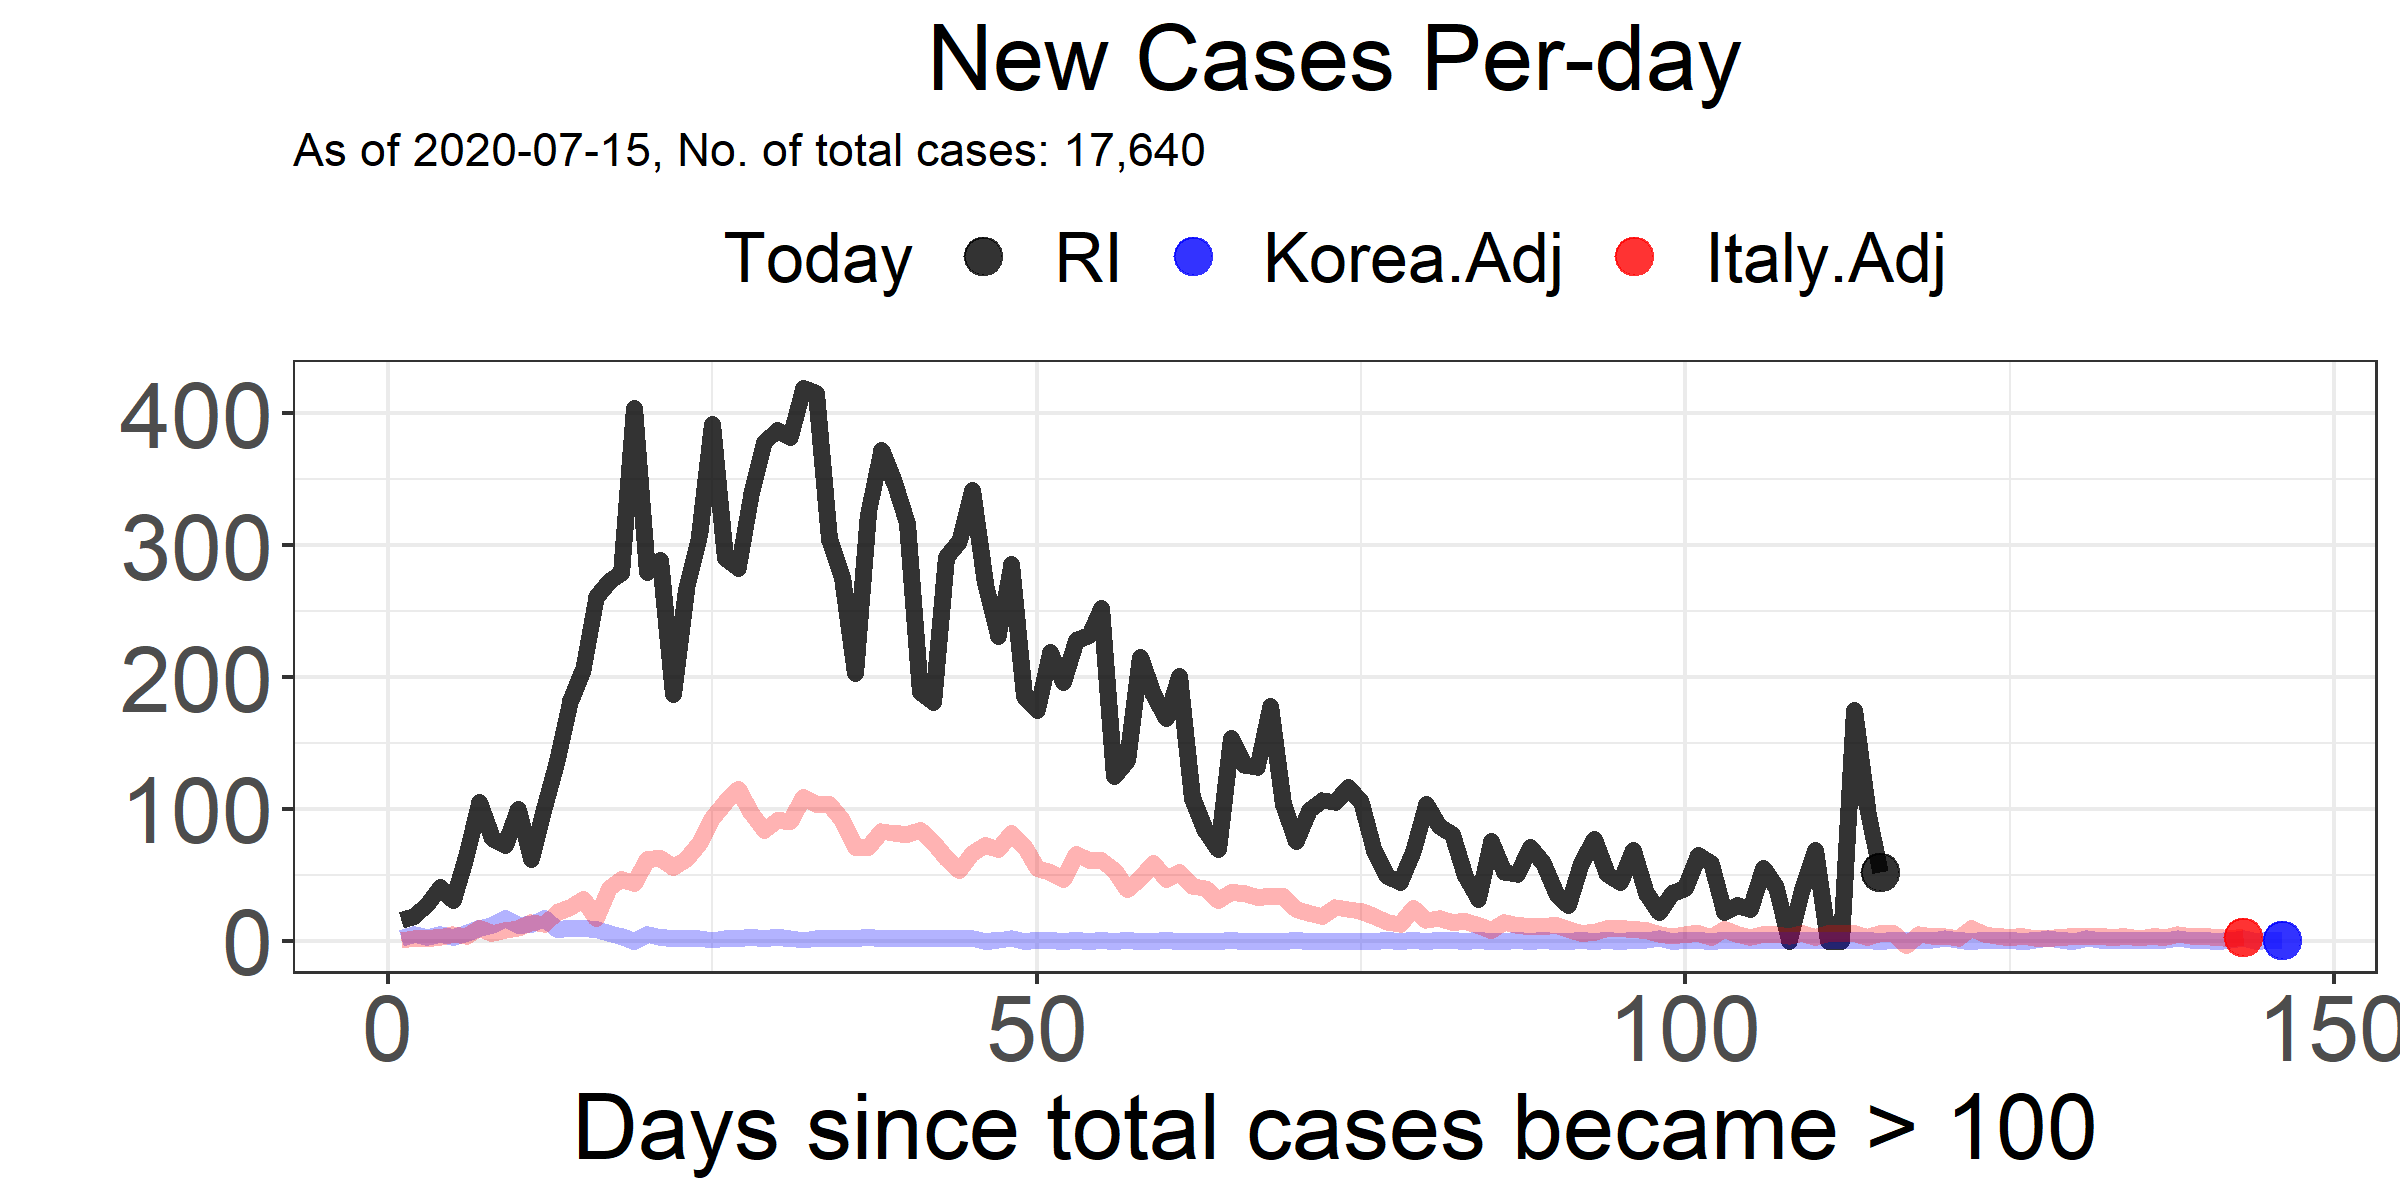 New Cases Per-day
As of 2020-07-15, No. of total cases: 17,640
Today RI Korea.Adj Italy.Adj
400
300
200
100
0
0 50 100 150
Days since total cases became > 100